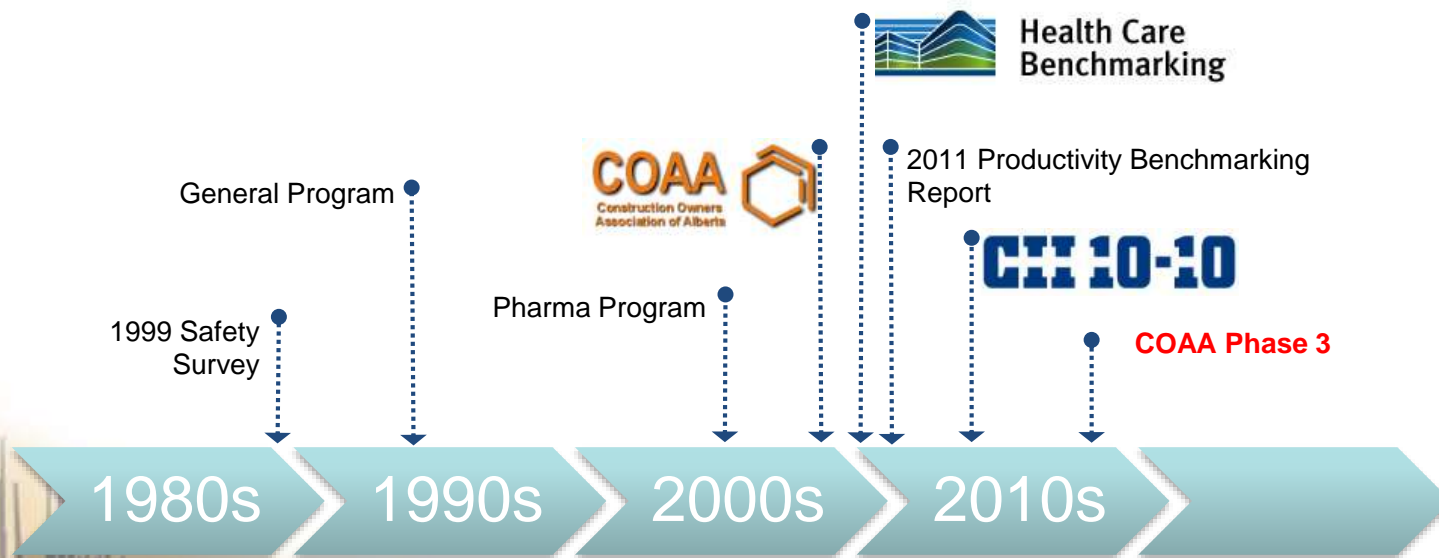 Health Care
Benchmarking
COAA
Construction Owners
Association of Alberta
2011 Productivity Benchmarking
Report
General Program
CII 10-10
Pharma Program
1999 Safety
Survey
COAA Phase 3
1980s
1990s
2000s
2010s